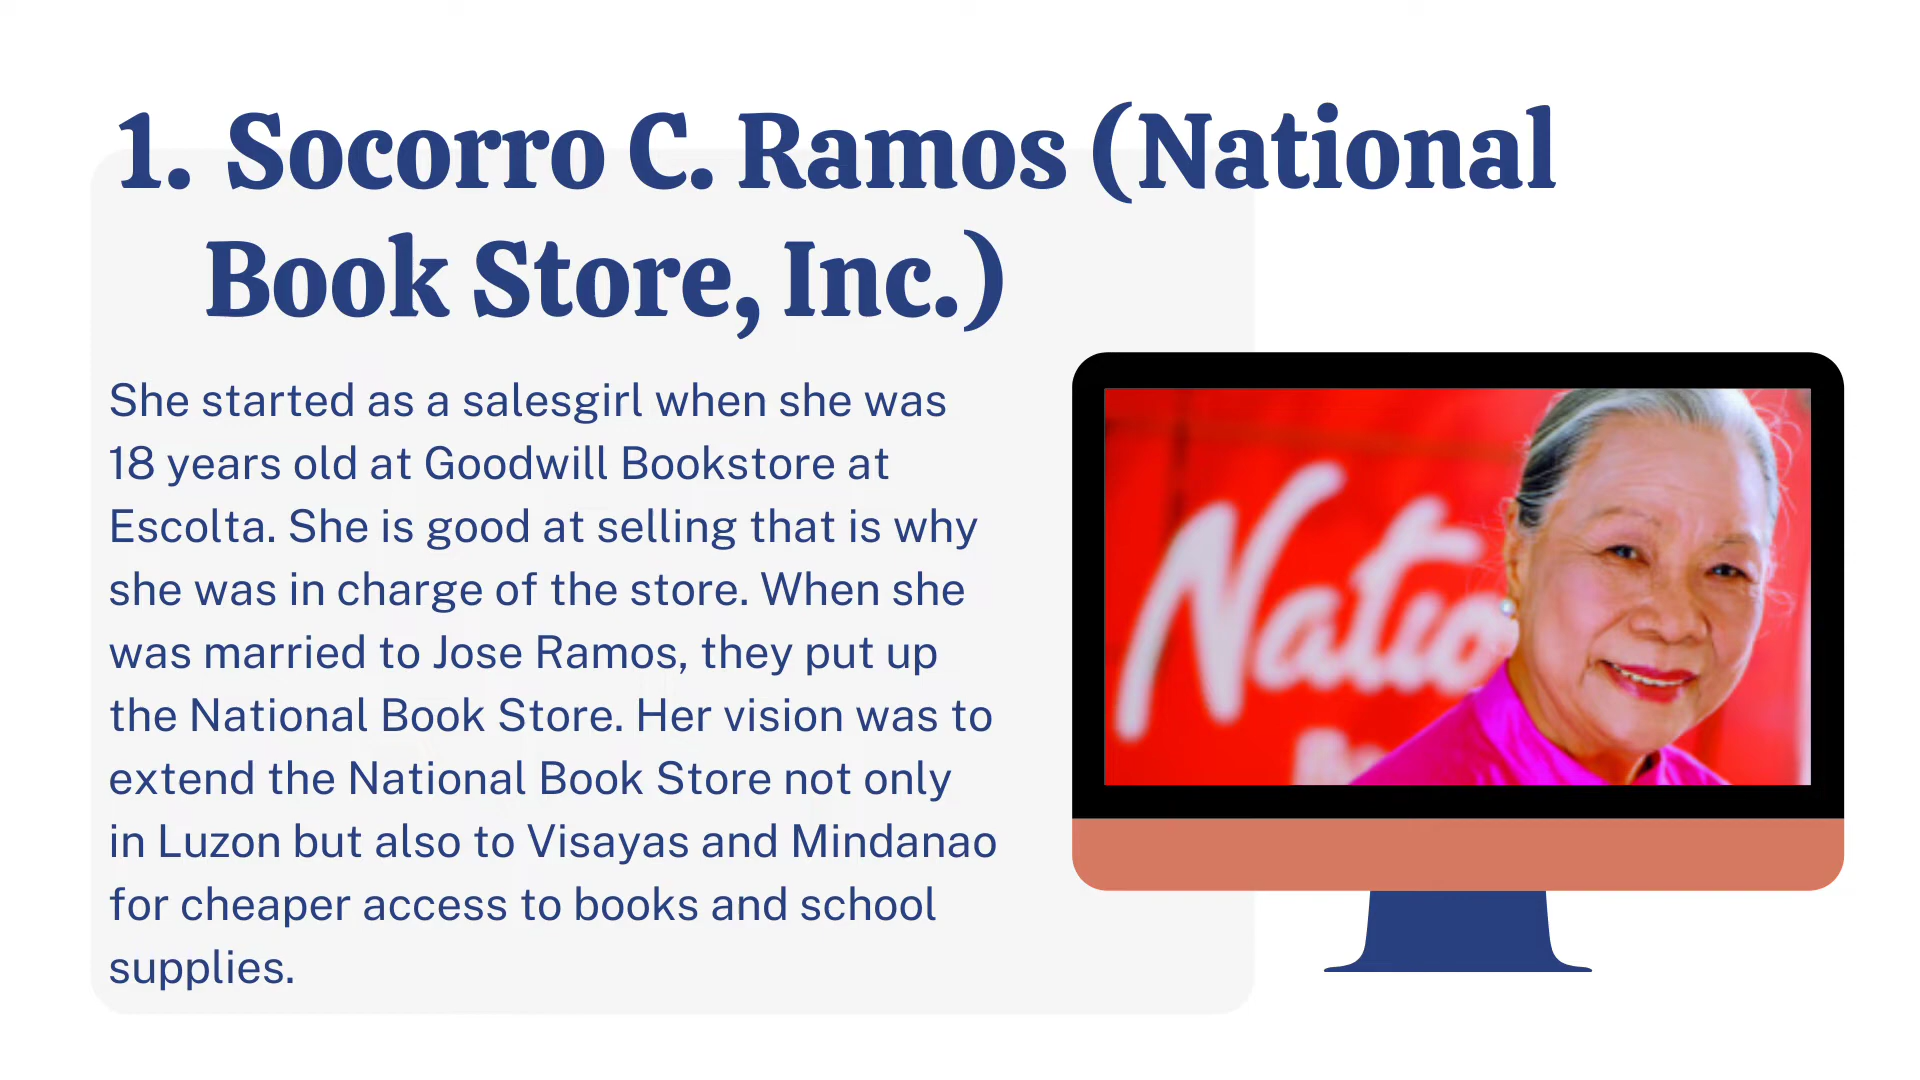 1. Socorro C. Ramos (National
Book Store, Inc.)
She started as a salesgirl when she was
18 years old at Goodwill Bookstore at
Escolta. She is good at selling that is why
she was in charge of the store. When she
was married to Jose Ramos, they put up
the National Book Store. Her vision was to
extend the National Book Store not only
in Luzon but also to Visayas and Mindanao
for cheaper access to books and school
supplies.
Natio